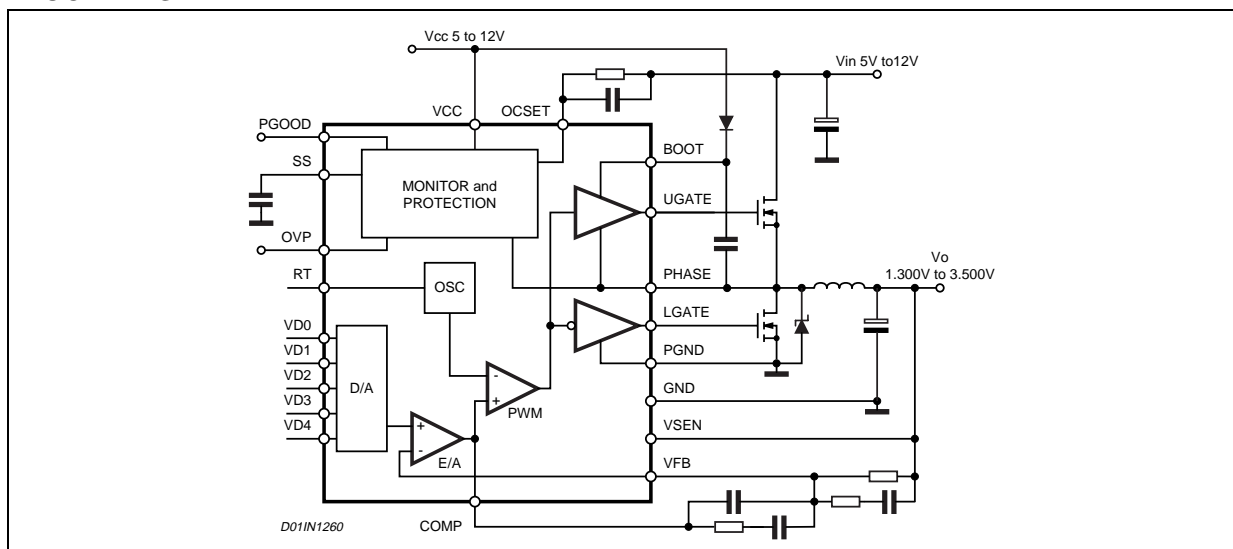 Vcc 5 to 12V
Vin 5V to12V
VCC
OCSET
PGOOD
BOOT
SS
MONITOR and
PROTECTION
UGATE
OVP
Vo
1.300V to 3.500V
RT
OSC
PHASE
LGATE
VD0
VD1
PGND
VD2
D/A
-
+
PWM
GND
VD3
VD4
+
-
E/A
VSEN
VFB
D01IN1260
COMP